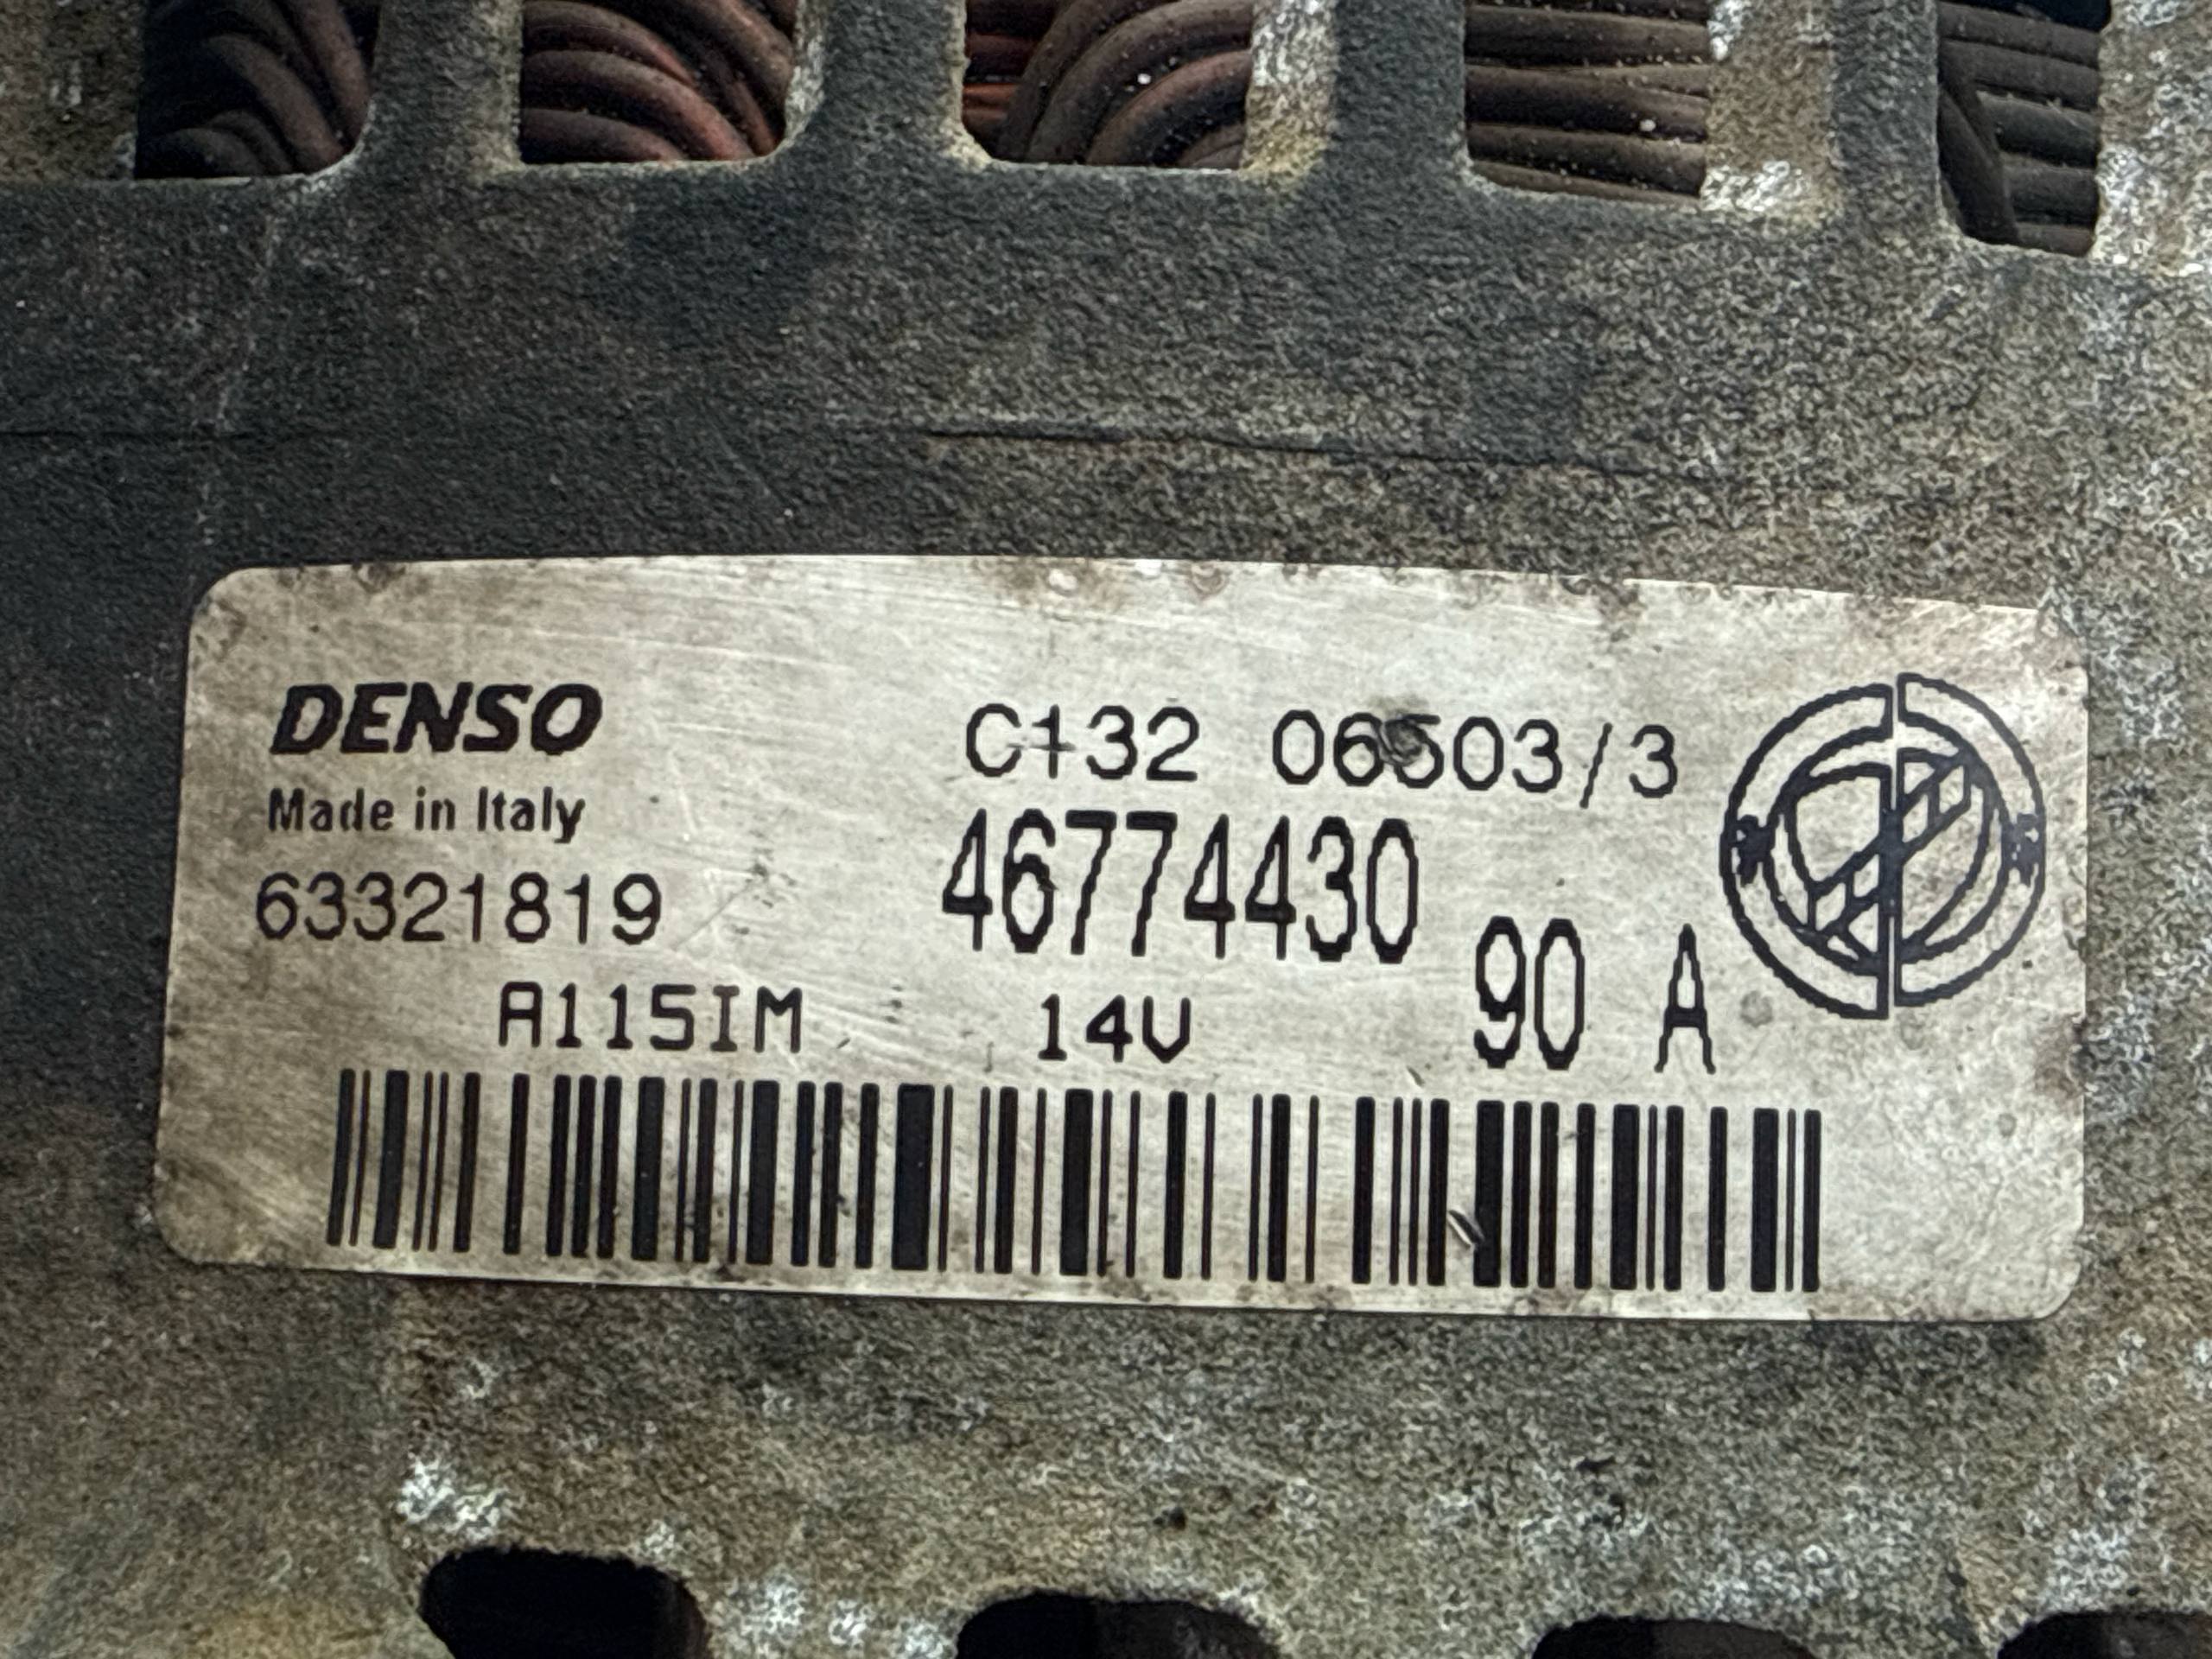 DENSO
Made in Italy
63321819
C132 06503/3
46774430
90 A
A115IM 14V